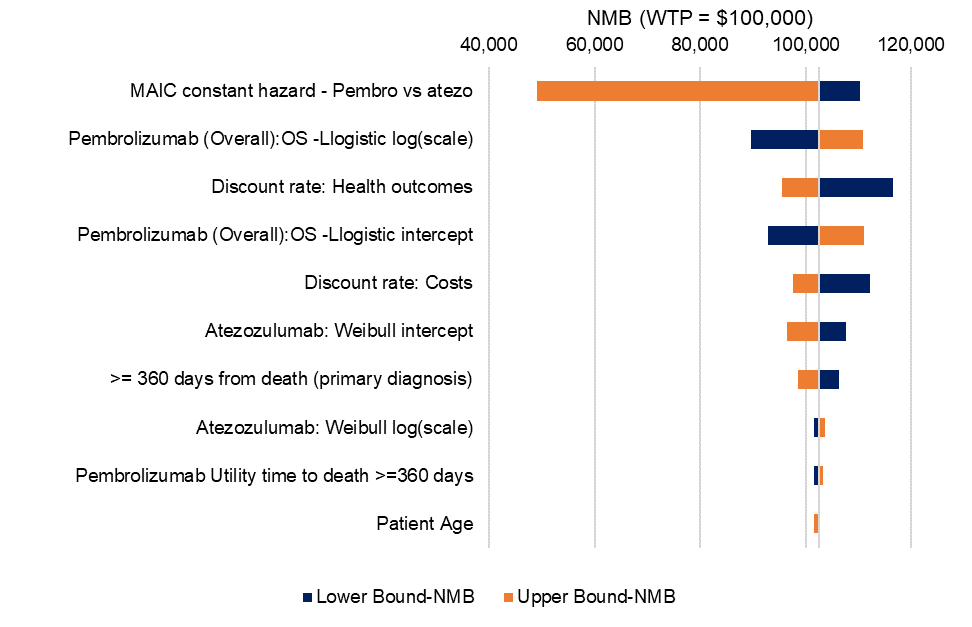 NMB (WTP = $100,000)
40,000 60,000 80,000 100,000 120,000
MAIC constant hazard - Pembro vs atezo
Pembrolizumab (Overall):OS -Llogistic log(scale)
Discount rate: Health outcomes
Pembrolizumab (Overall):OS -Llogistic intercept
Discount rate: Costs
Atezozulumab: Weibull intercept
>= 360 days from death (primary diagnosis)
Atezozulumab: Weibull log(scale)
Pembrolizumab Utility time to death >=360 days
Patient Age
Lower Bound-NMB Upper Bound-NMB